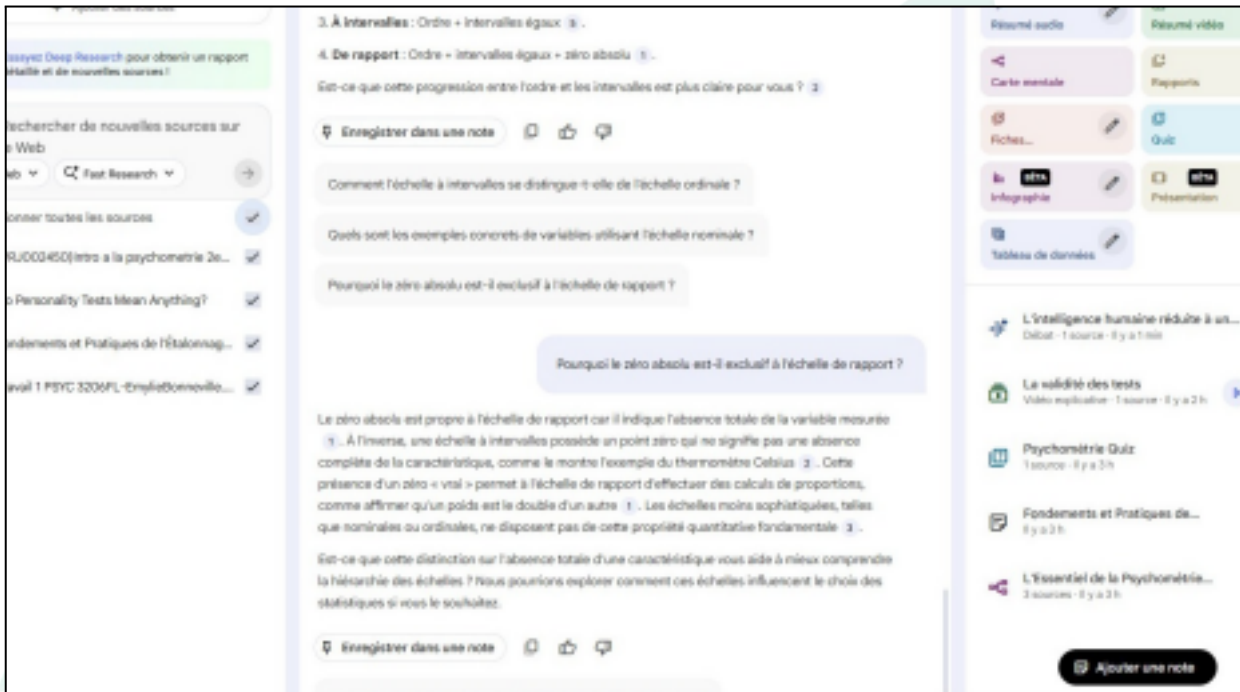 Ajouter des sources
Essayez Deep Research pour obtenir un rapport
détaillé et de nouvelles sources !
Rechercher de nouvelles sources sur
le Web
Web
Fast Research
toutes les sources
Intro a la psychometrie 2e...
Personality Tests Mean Anything?
Fondements et Pratiques de l'Étalonnag...
Travail 1 PSYC 3206FL-EmylieBonneville...
3. À intervalles : Ordre + intervalles égaux
4. De rapport : Ordre + intervalles égaux + zéro absolu 1 .
Est-ce que cette progression entre l'ordre et les intervalles est plus claire pour vous ? 2
Enregistrer dans une note
Comment l'échelle à intervalles se distingue-t-elle de l'échelle ordinale ?
Quels sont les exemples concrets de variables utilisant l'échelle nominale ?
Pourquoi le zéro absolu est-il exclusif à l'échelle de rapport ?
Pourquoi le zéro absolu est-il exclusif à l'échelle de rapport ?
Le zéro absolu est propre à l'échelle de rapport car il indique l'absence totale de la variable mesurée
1 . À l'inverse, une échelle à intervalles possède un point zéro qui ne signifie pas une absence
complète de la caractéristique, comme le montre l'exemple du thermomètre Celsius 2 . Cette
présence d'un zéro « vrai » permet à l'échelle de rapport d'effectuer des calculs de proportions,
comme affirmer qu'un poids est le double d'un autre 1 . Les échelles moins sophistiquées, telles
que nominales ou ordinales, ne disposent pas de cette propriété quantitative fondamentale 3 .
Est-ce que cette distinction sur l'absence totale d'une caractéristique vous aide à mieux comprendre
la hiérarchie des échelles ? Nous pourrions explorer comment ces échelles influencent le choix des
statistiques si vous le souhaitez.
Enregistrer dans une note
Résumé audio
Résumé vidéo
Carte mentale
Rapports
Fiches...
Quiz
BÊTA
Infographie
BÊTA
Présentation
Tableau de données
L'intelligence humaine réduite à un...
Débat · 1 source · Il y a 1 min
La validité des tests
Vidéo explicative · 1 source · Il y a 2 h
Psychométrie Quiz
1 source · Il y a 3 h
Fondements et Pratiques de...
Il y a 3 h
L'Essentiel de la Psychométrie...
3 sources · Il y a 3 h
Ajouter une note